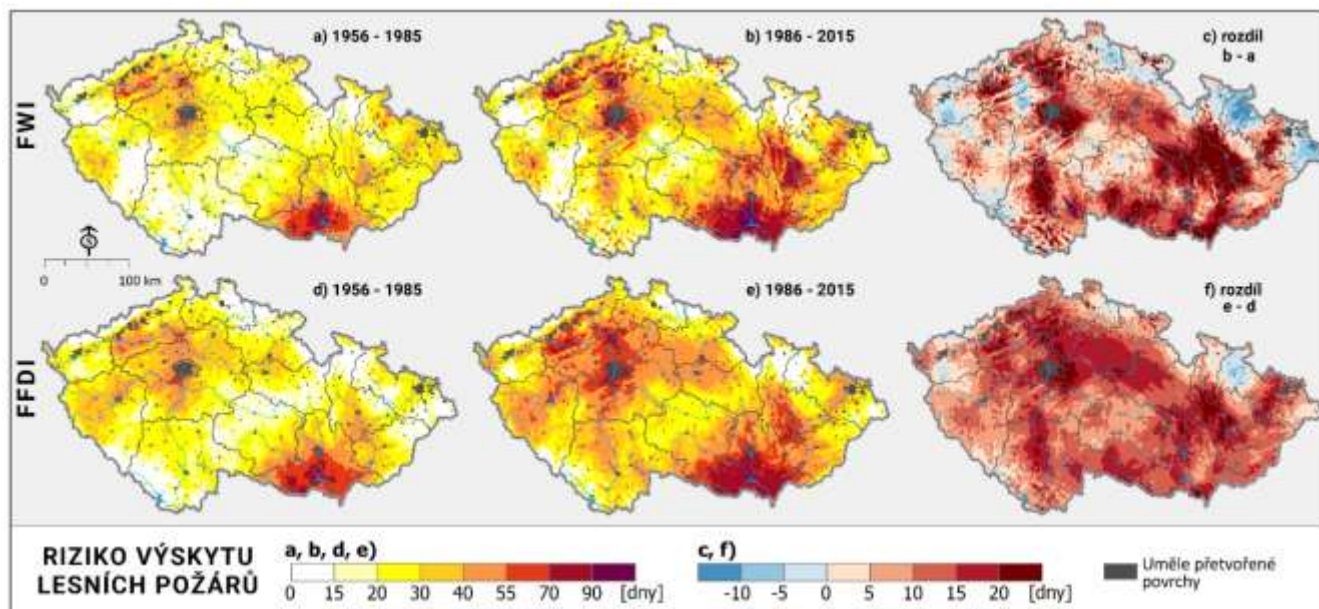 a) 1956 - 1985
b) 1986 - 2015
c) rozdíl
b - a
FWI
0 100 km
d) 1956 - 1985
e) 1986 - 2015
f) rozdíl
e - d
FFDI
RIZIKO VÝSKYTU
LESNÍCH POŽÁRŮ
a, b, d, e)
0 15 20 30 40 55 70 90 [dny]
c, f)
-10 -5 0 5 10 15 20 [dny]
Uměle přetvořené
povrchy